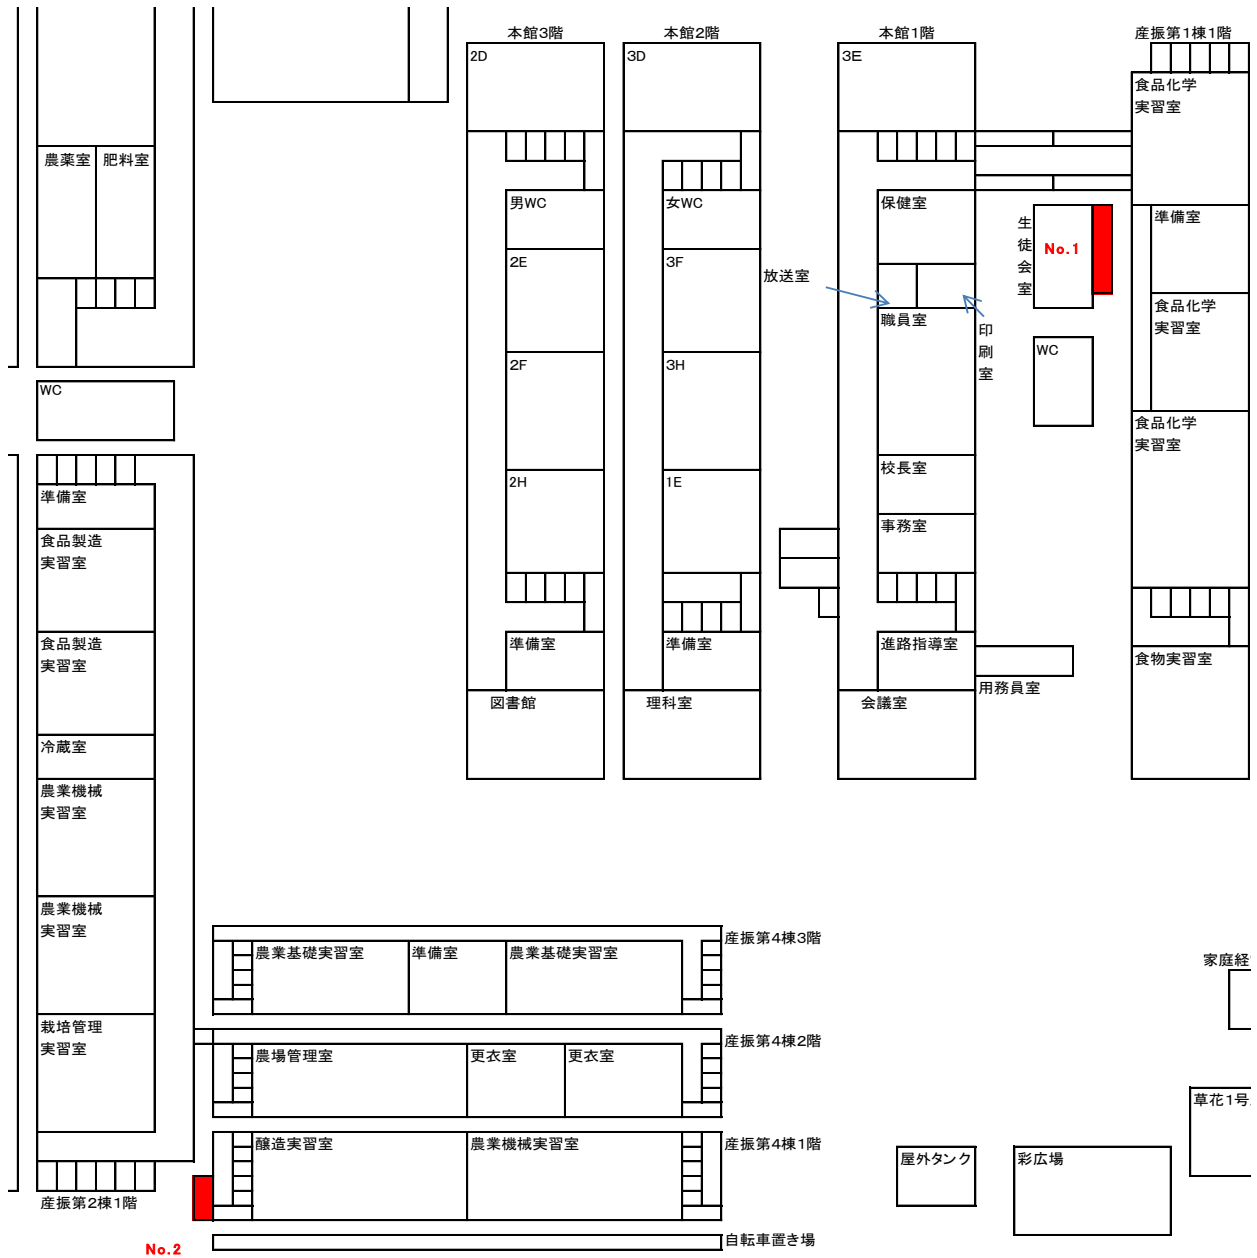 本館3階
本館2階
本館1階
産振第1棟1階
2D
3D
3E
食品化学
実習室
農薬室
肥料室
男WC
女WC
保健室
準備室
生徒会室
No.1
2E
3F
放送室
食品化学
実習室
職員室
印刷室
WC
2F
3H
WC
食品化学
実習室
2H
1E
校長室
準備室
事務室
食品製造
実習室
食品製造
実習室
準備室
準備室
進路指導室
食物実習室
用務員室
図書館
理科室
会議室
冷蔵室
農業機械
実習室
農業機械
実習室
産振第4棟3階
農業基礎実習室
準備室
農業基礎実習室
家庭経
栽培管理
実習室
産振第4棟2階
農場管理室
更衣室
更衣室
草花1号
産振第4棟1階
醸造実習室
農業機械実習室
屋外タンク
彩広場
産振第2棟1階
自転車置き場
No.2